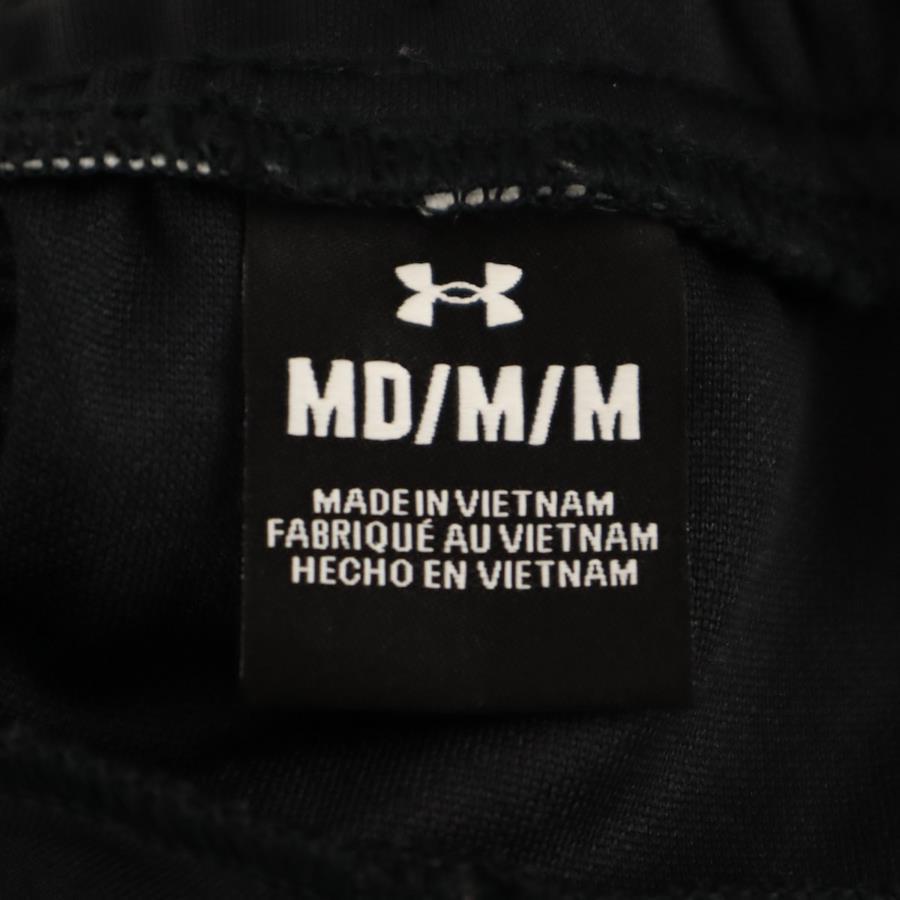 MD/M/M
MADE IN VIETNAM
FABRIQUÉ AU VIETNAM
HECHO EN VIETNAM